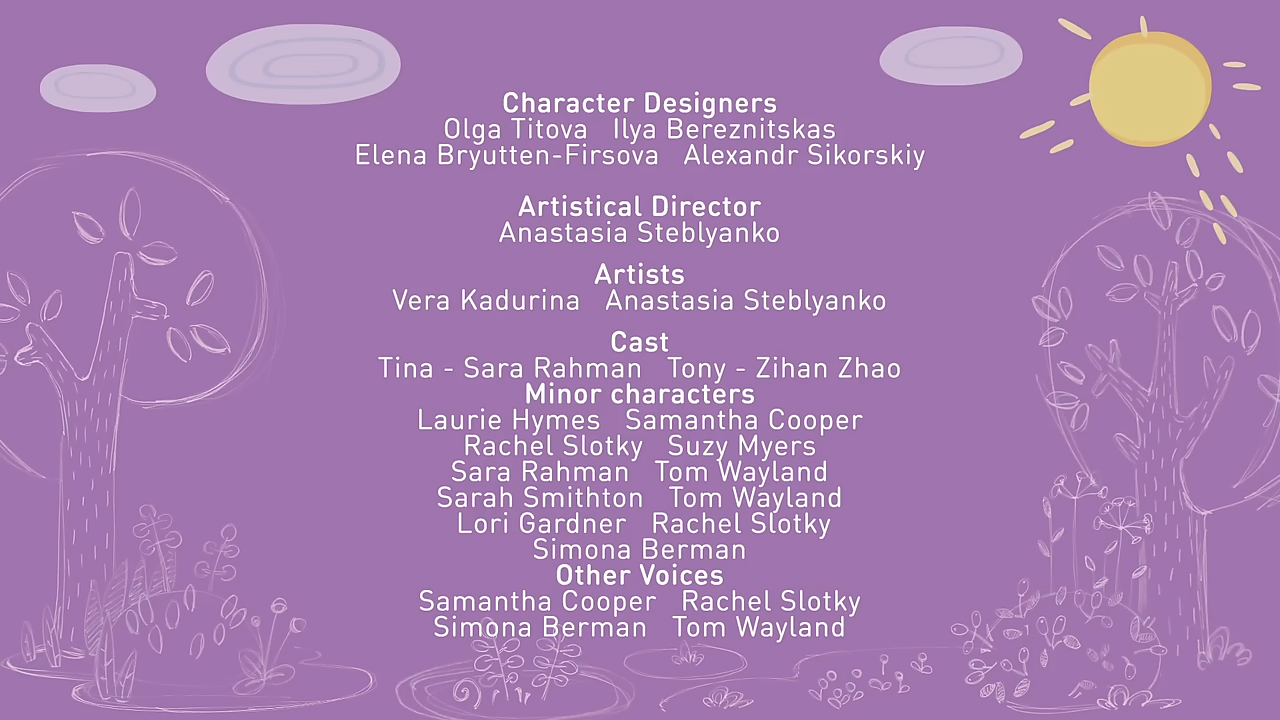 Character Designers
Olga Titova Ilya Bereznitskas
Elena Bryutten-Firsova Alexandr Sikorskiy
Artistical Director
Anastasia Steblyanko
Artists
Vera Kadurina Anastasia Steblyanko
Cast
Tina - Sara Rahman Tony - Zihan Zhao
Minor characters
Laurie Hymes Samantha Cooper
Rachel Slotky Suzy Myers
Sara Rahman Tom Wayland
Sarah Smithton Tom Wayland
Lori Gardner Rachel Slotky
Simona Berman
Other Voices
Samantha Cooper Rachel Slotky
Simona Berman Tom Wayland